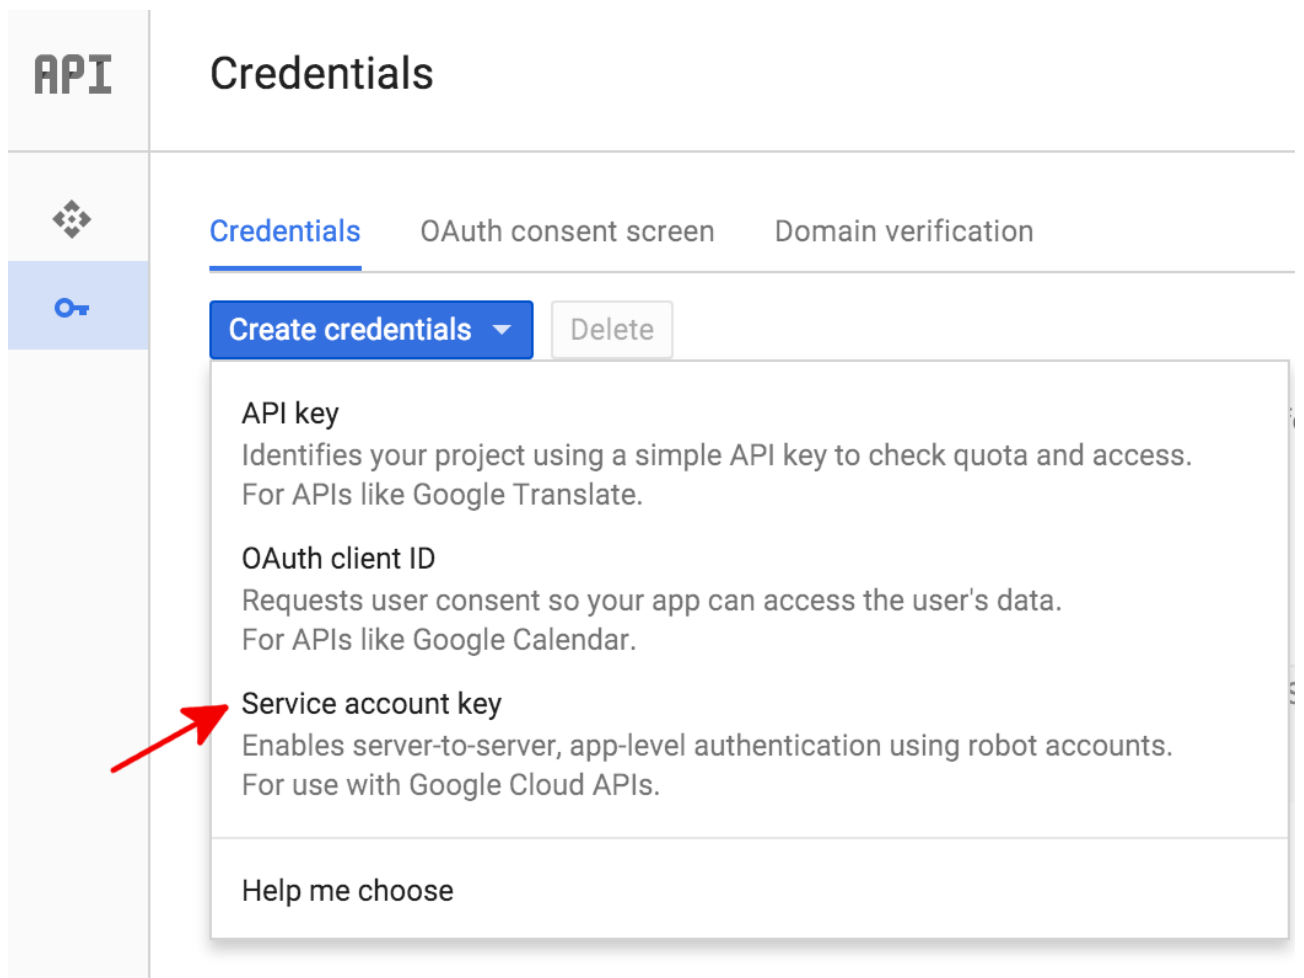 API
Credentials
Credentials OAuth consent screen Domain verification
Create credentials Delete
API key
Identifies your project using a simple API key to check quota and access.
For APIs like Google Translate.
OAuth client ID
Requests user consent so your app can access the user's data.
For APIs like Google Calendar.
Service account key
Enables server-to-server, app-level authentication using robot accounts.
For use with Google Cloud APIs.
Help me choose